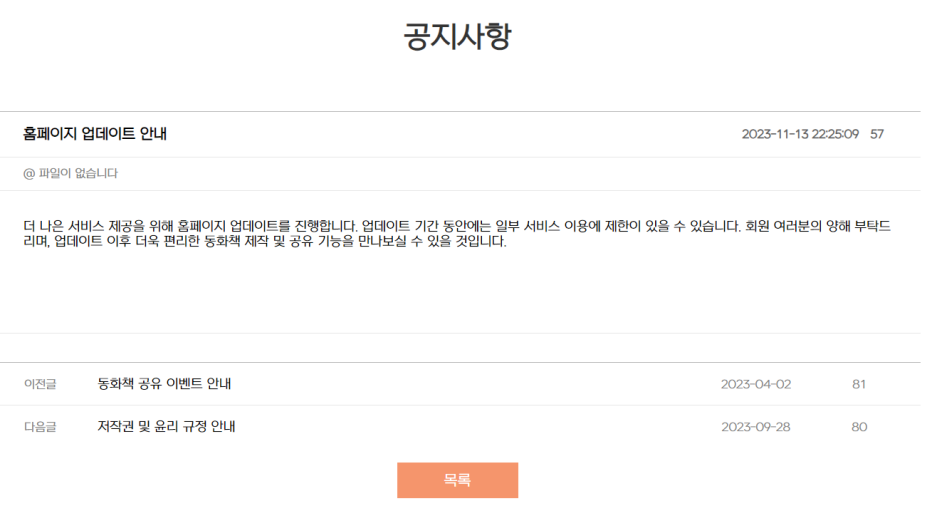 공지사항
홈페이지 업데이트 안내 2023-11-13 22:25:09 57
@ 파일이 없습니다
더 나은 서비스 제공을 위해 홈페이지 업데이트를 진행합니다. 업데이트 기간 동안에는 일부 서비스 이용에 제한이 있을 수 있습니다. 회원 여러분의 양해 부탁드
리며, 업데이트 이후 더욱 편리한 동화책 제작 및 공유 기능을 만나보실 수 있을 것입니다.
이전글 동화책 공유 이벤트 안내 2023-04-02 81
다음글 저작권 및 윤리 규정 안내 2023-09-28 80
목록